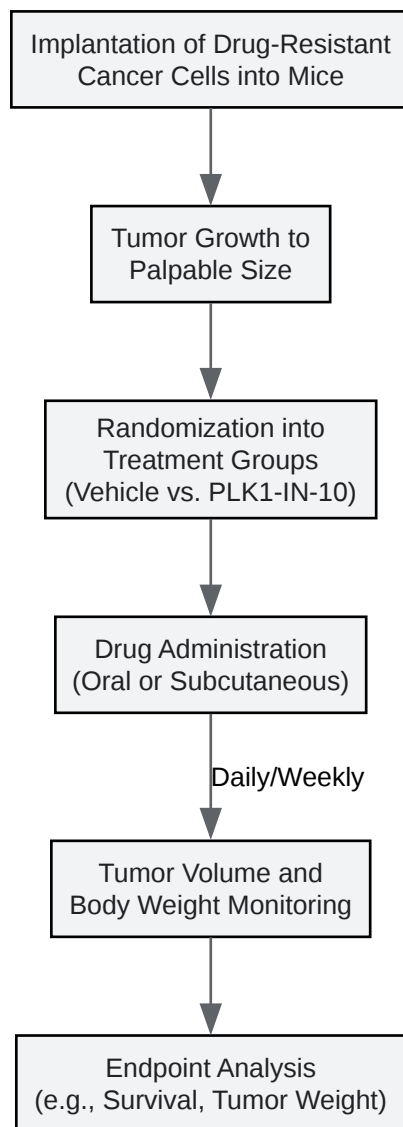 Implantation of Drug-Resistant
Cancer Cells into Mice
Tumor Growth to
Palpable Size
Randomization into
Treatment Groups
(Vehicle vs. PLK1-IN-10)
Drug Administration
(Oral or Subcutaneous)
Daily/Weekly
Tumor Volume and
Body Weight Monitoring
Endpoint Analysis
(e.g., Survival, Tumor Weight)